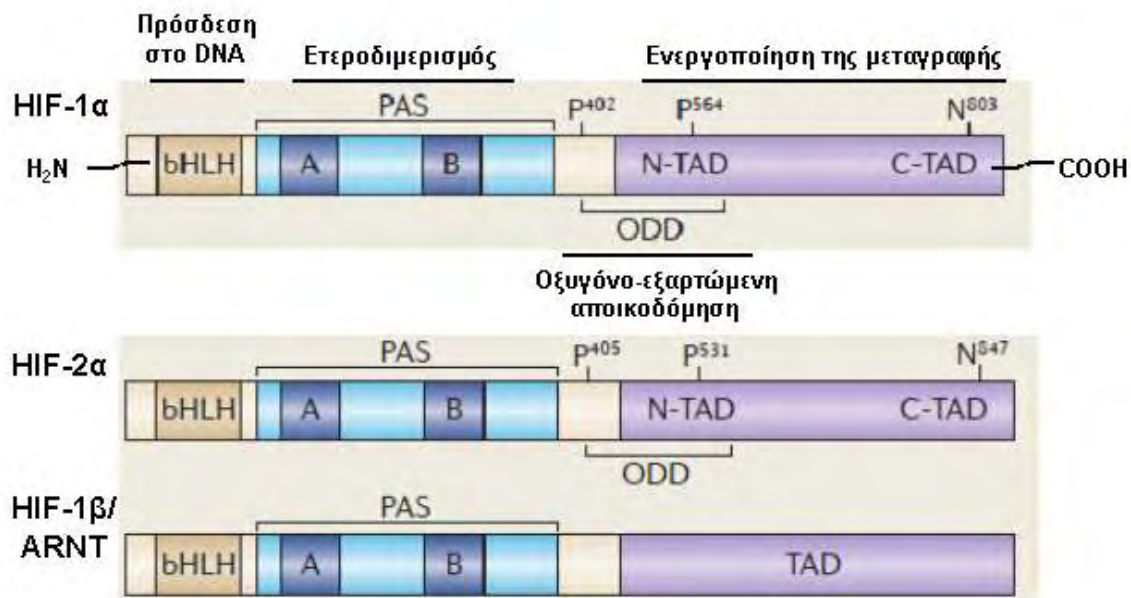 Πρόσδεση
στο DNA
Ετεροδιμερισμός
Ενεργοποίηση της μεταγραφής
HIF-1α
PAS
P402
P564
N803
H₂N
bHLH
A
B
N-TAD
C-TAD
COOH
ODD
Οξυγόνο-εξαρτώμενη
αποικοδόμηση
HIF-2α
PAS
P405
P531
N847
bHLH
A
B
N-TAD
C-TAD
ODD
HIF-1β/
ARNT
PAS
bHLH
A
B
TAD